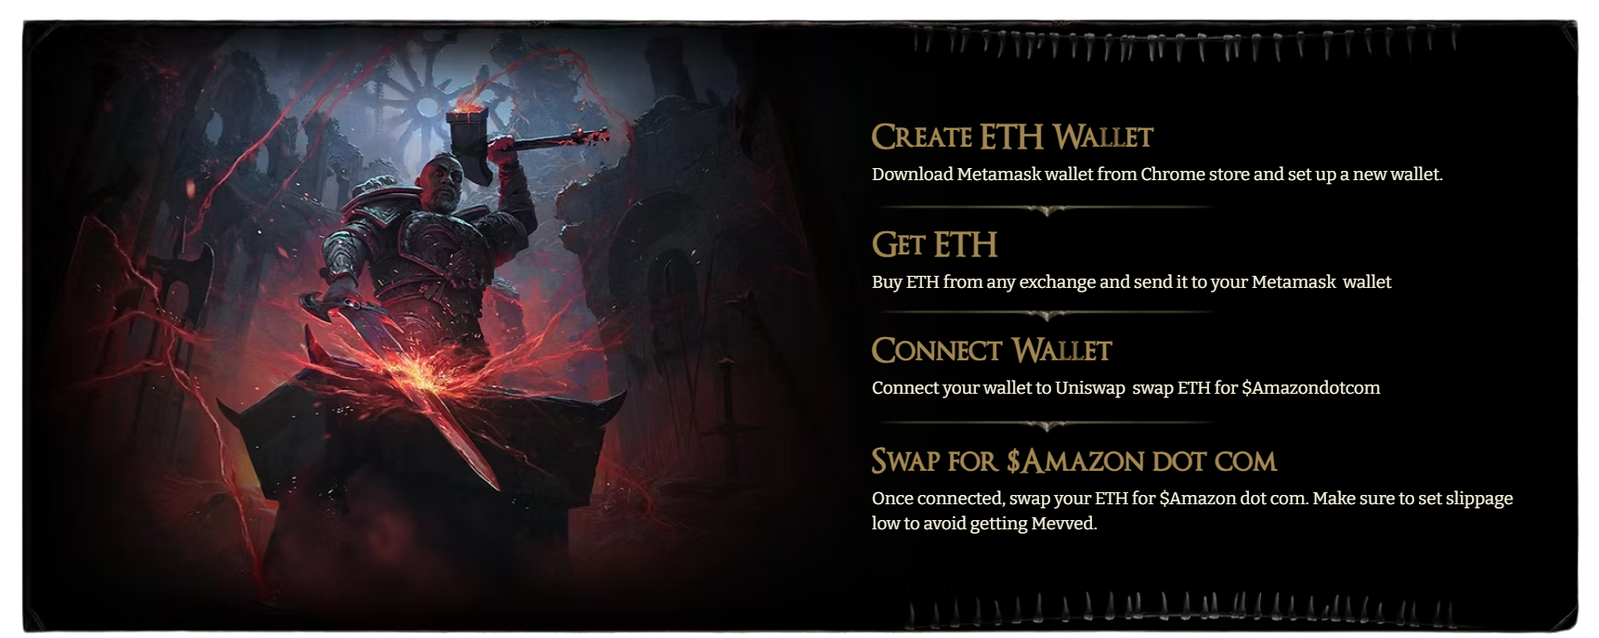 Create ETH Wallet
Download Metamask wallet from Chrome store and set up a new wallet.
Get ETH
Buy ETH from any exchange and send it to your Metamask  wallet
Connect Wallet
Connect your wallet to Uniswap  swap ETH for $Amazondotcom
Swap for $Amazon dot com
Once connected, swap your ETH for $Amazon dot com. Make sure to set slippage
low to avoid getting Mevved.